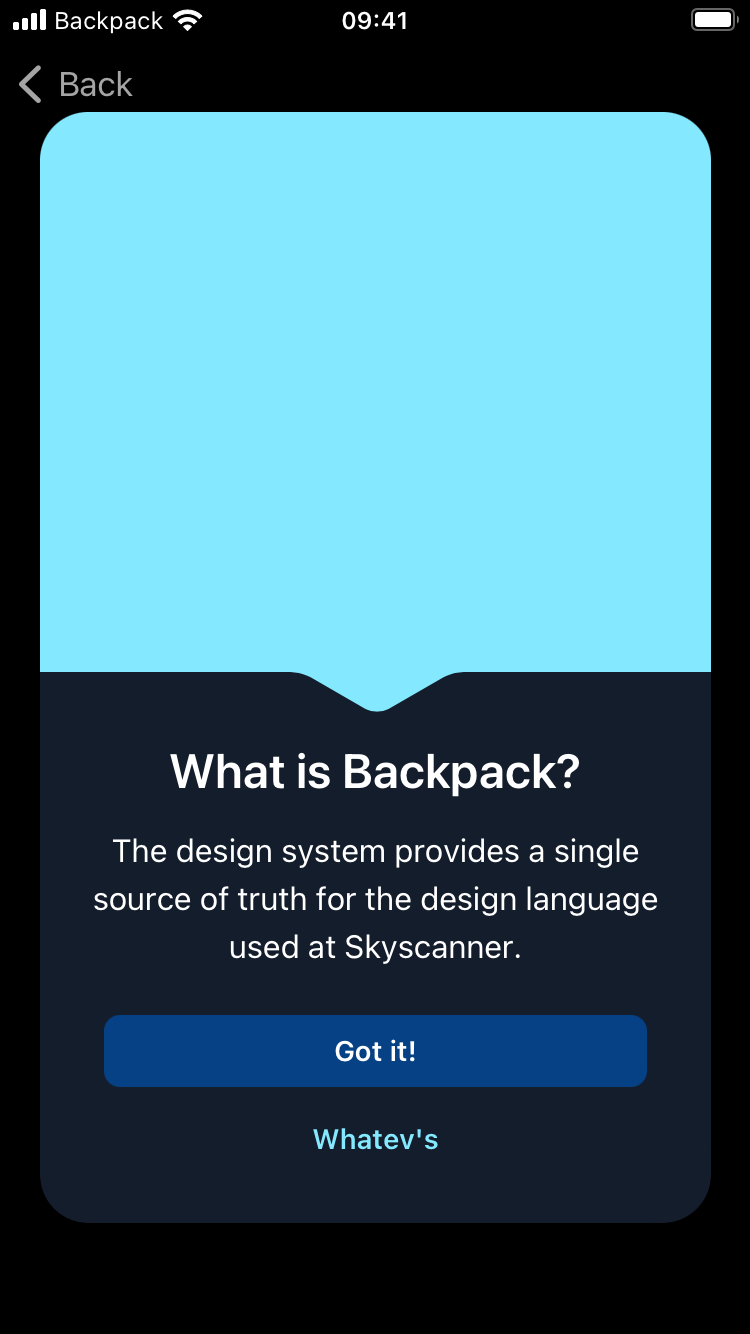 Backpack 09:41
Back
What is Backpack?
The design system provides a single
source of truth for the design language
used at Skyscanner.
Got it!
Whatev's